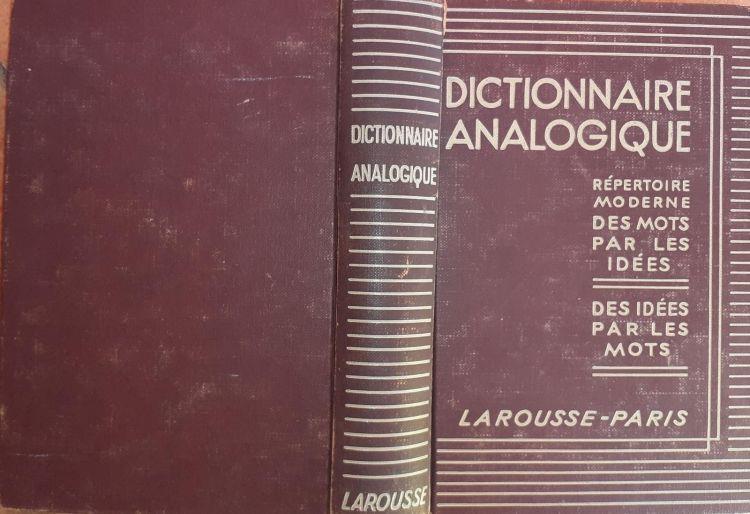 DICTIONNAIRE
ANALOGIQUE
LAROUSSE
DICTIONNAIRE
ANALOGIQUE
RÉPERTOIRE
MODERNE
DES MOTS
PAR LES
IDÉES
DES IDÉES
PAR LES
MOTS
LAROUSSE-PARIS